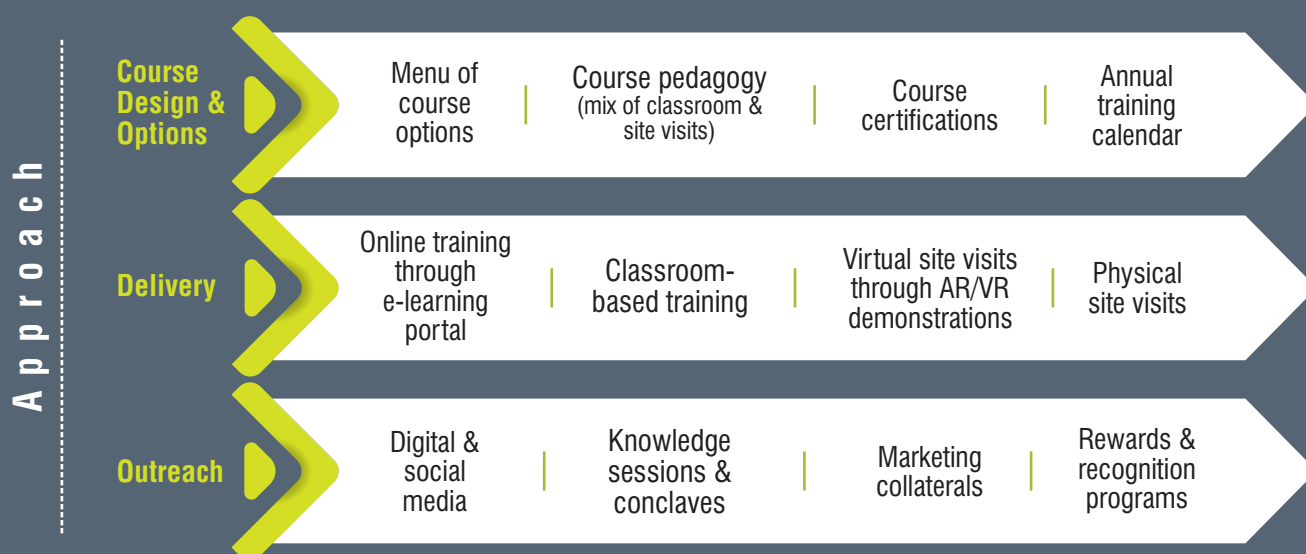 Approach
Course
Design &
Options
Menu of
course
options
Course pedagogy
(mix of classroom &
site visits)
Course
certifications
Annual
training
calendar
Delivery
Online training
through
e-learning
portal
Classroom-
based training
Virtual site visits
through AR/VR
demonstrations
Physical
site visits
Outreach
Digital &
social
media
Knowledge
sessions &
conclaves
Marketing
collaterals
Rewards &
recognition
programs